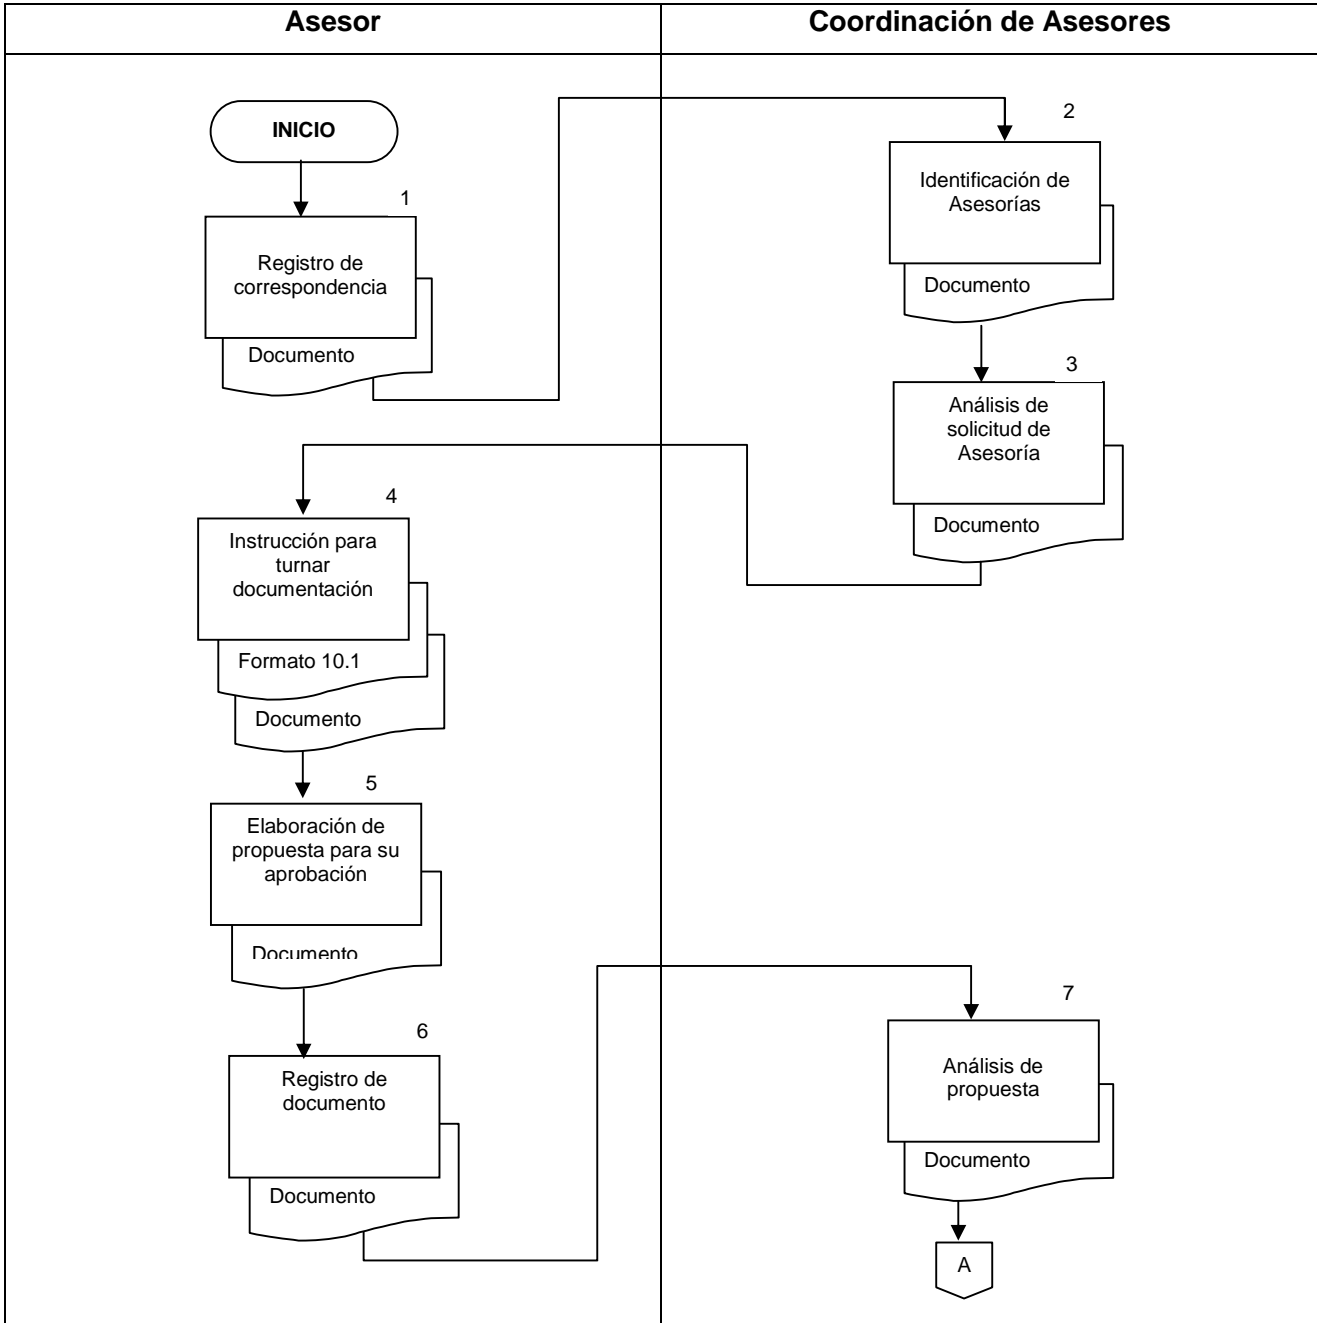 Asesor
Coordinación de Asesores
INICIO
1
Registro de
correspondencia
Documento
2
Identificación de
Asesorías
Documento
3
Análisis de
solicitud de
Asesoría
Documento
4
Instrucción para
turnar
documentación
Formato 10.1
Documento
5
Elaboración de
propuesta para su
aprobación
Documento
6
Registro de
documento
Documento
7
Análisis de
propuesta
Documento
A